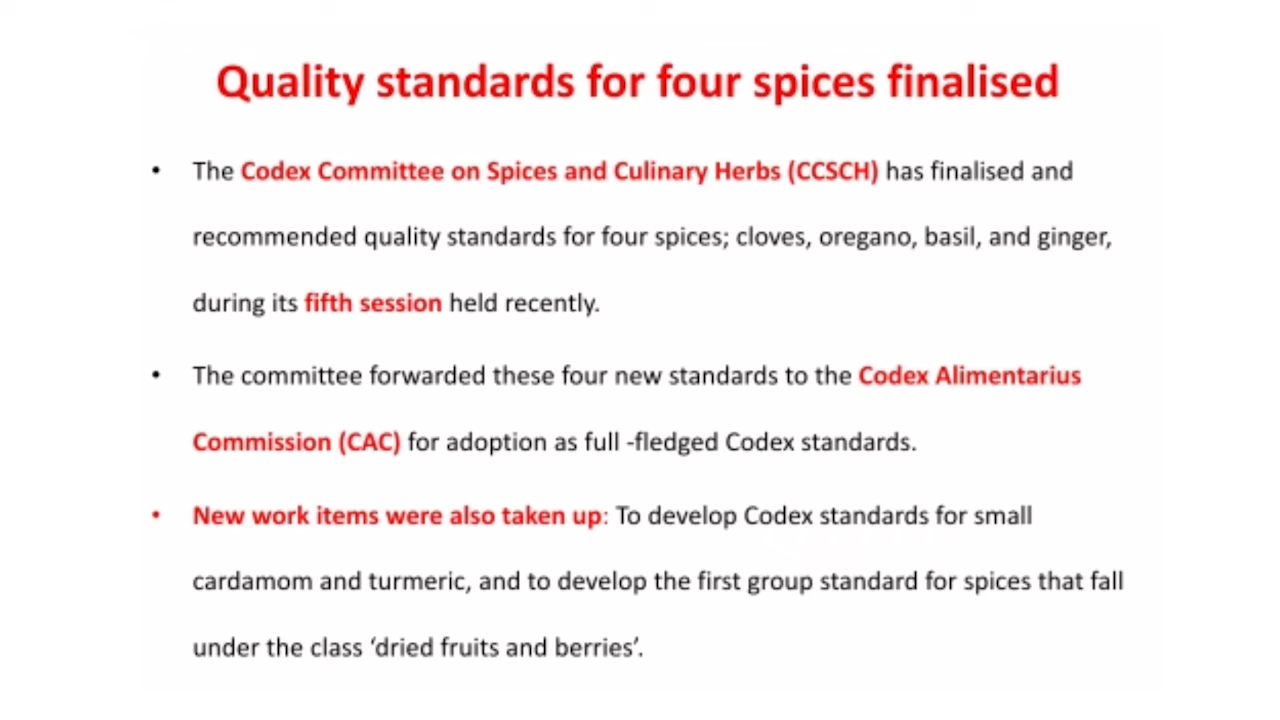 Quality standards for four spices finalised
• The Codex Committee on Spices and Culinary Herbs (CCSCH) has finalised and
recommended quality standards for four spices; cloves, oregano, basil, and ginger,
during its fifth session held recently.
• The committee forwarded these four new standards to the Codex Alimentarius
Commission (CAC) for adoption as full -fledged Codex standards.
• New work items were also taken up: To develop Codex standards for small
cardamom and turmeric, and to develop the first group standard for spices that fall
under the class ‘dried fruits and berries’.